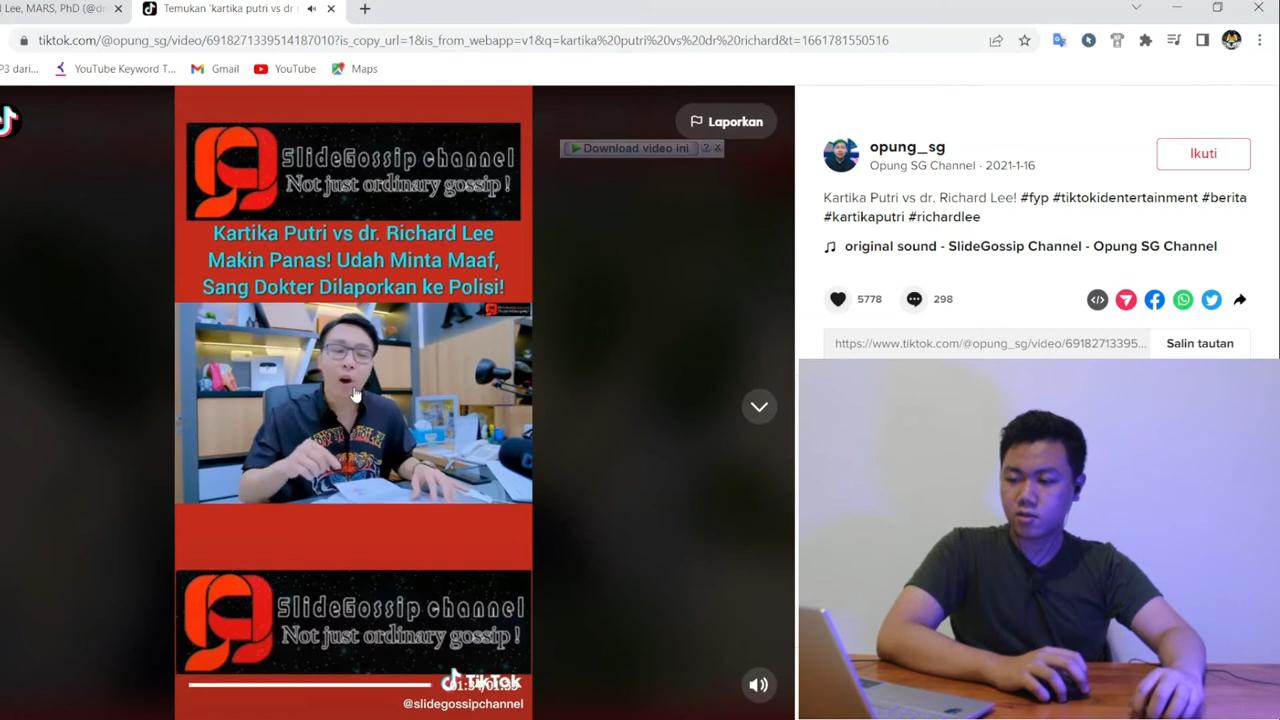 Lee, MARS, PhD (@d
Temukan 'kartika putri vs dr r
tiktok.com/@opung_sg/video/6918271339514187010?is_copy_url=1&is_from_webapp=v1&q=kartika%20putri%20vs%20dr%20richard&t=1661781550516
P3 dari...
YouTube Keyword T...
Gmail
YouTube
Maps
Laporkan
Download video ini
SlideGossip channel
Not just ordinary gossip !
Kartika Putri vs dr. Richard Lee
Makin Panas! Udah Minta Maaf,
Sang Dokter Dilaporkan ke Polisi!
SlideGossip channel
Not just ordinary gossip !
TikTok
@slidegossipchannel
opung_sg
Opung SG Channel · 2021-1-16
Ikuti
Kartika Putri vs dr. Richard Lee! #fyp #tiktokidentertainment #berita
#kartikaputri #richardlee
original sound - SlideGossip Channel - Opung SG Channel
5778
298
https://www.tiktok.com/@opung_sg/video/69182713395...
Salin tautan